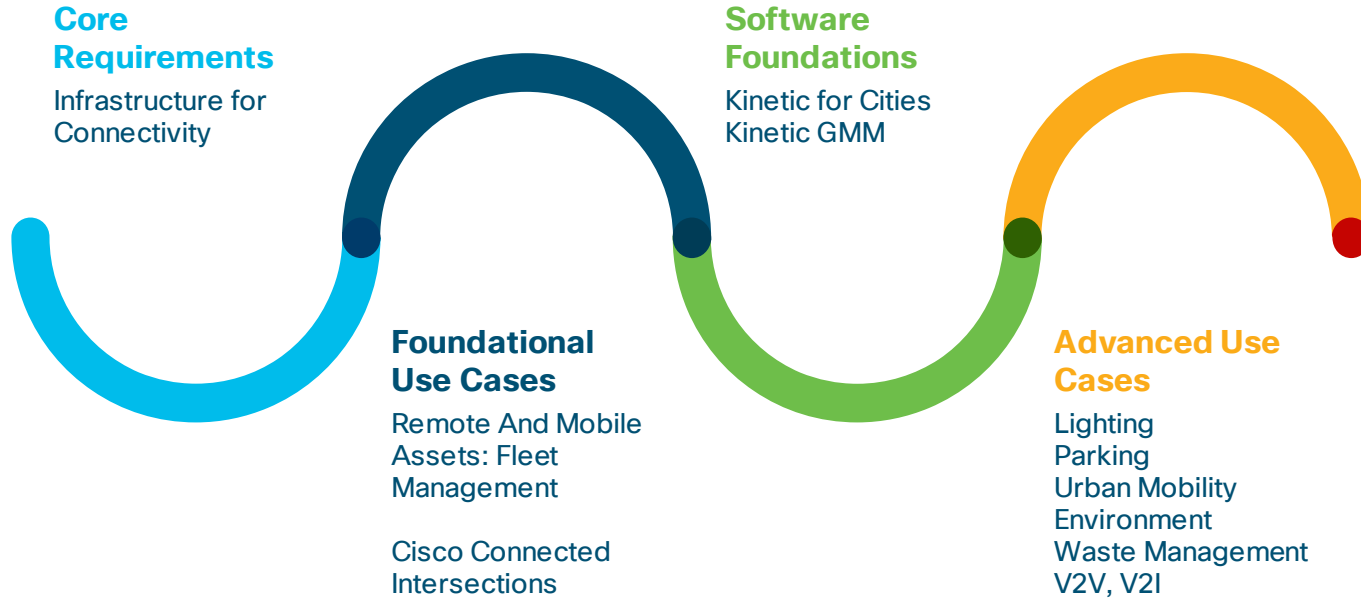 Core
Requirements
Infrastructure for
Connectivity
Foundational
Use Cases
Remote And Mobile
Assets: Fleet
Management
Cisco Connected
Intersections
Software
Foundations
Kinetic for Cities
Kinetic GMM
Advanced Use
Cases
Lighting
Parking
Urban Mobility
Environment
Waste Management
V2V, V2I